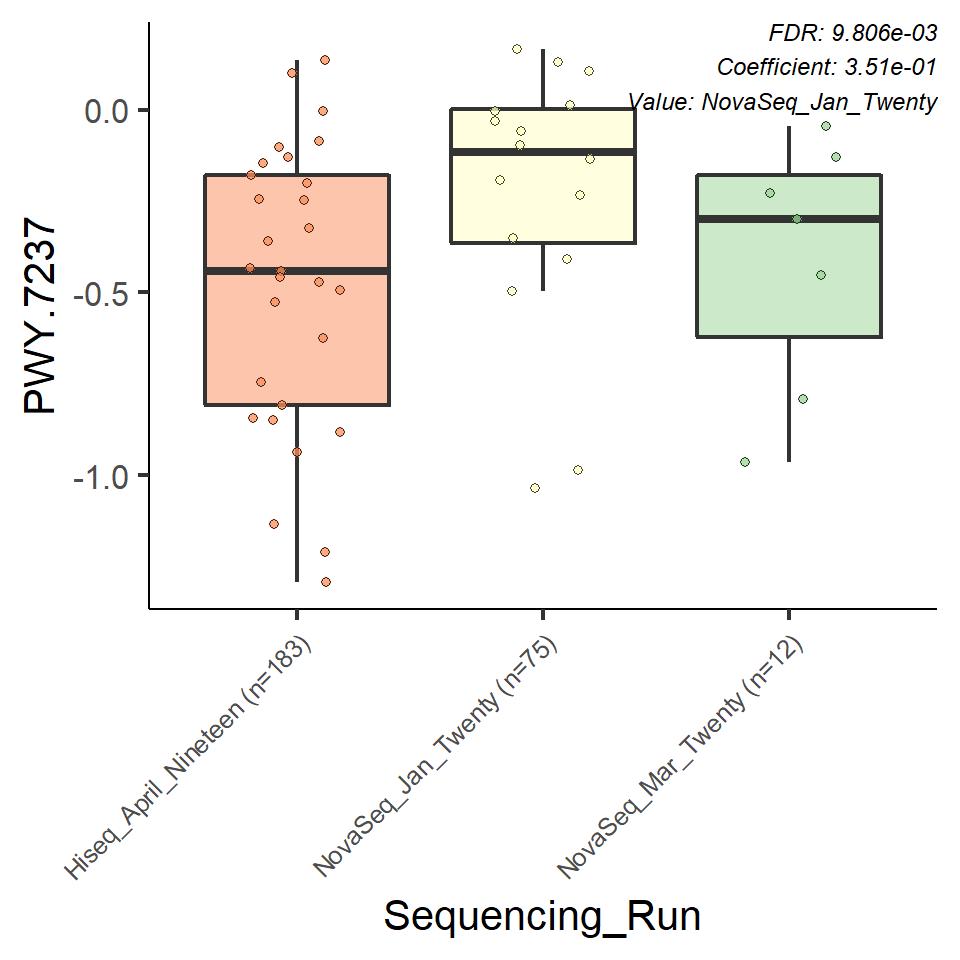 FDR: 9.806e-03
Coefficient: 3.51e-01
Value: NovaSeq_Jan_Twenty
PWY.7237
0.0
-0.5
-1.0
Hiseq_April_Nineteen (n=183)
NovaSeq_Jan_Twenty (n=75)
NovaSeq_Mar_Twenty (n=12)
Sequencing_Run